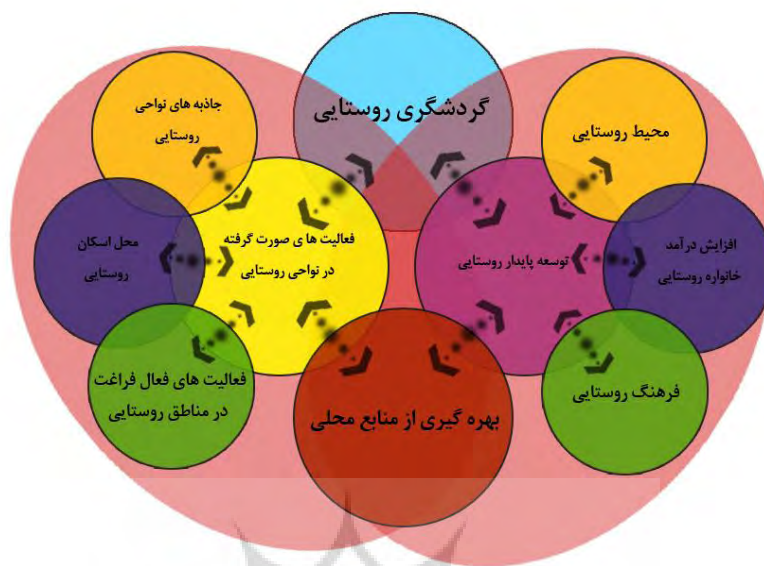 گردشگری روستایی
جاذبه های نواحی
روستایی
محیط روستایی
فعالیت ها ی صورت گرفته
در نواحی روستایی
توسعه پایدار روستایی
محل اسکان
روستایی
افزایش درآمد
خانواره روستایی
فعالیت های فعال فراغت
در مناطق روستایی
بهره گیری از منابع محلی
فرهنگ روستایی